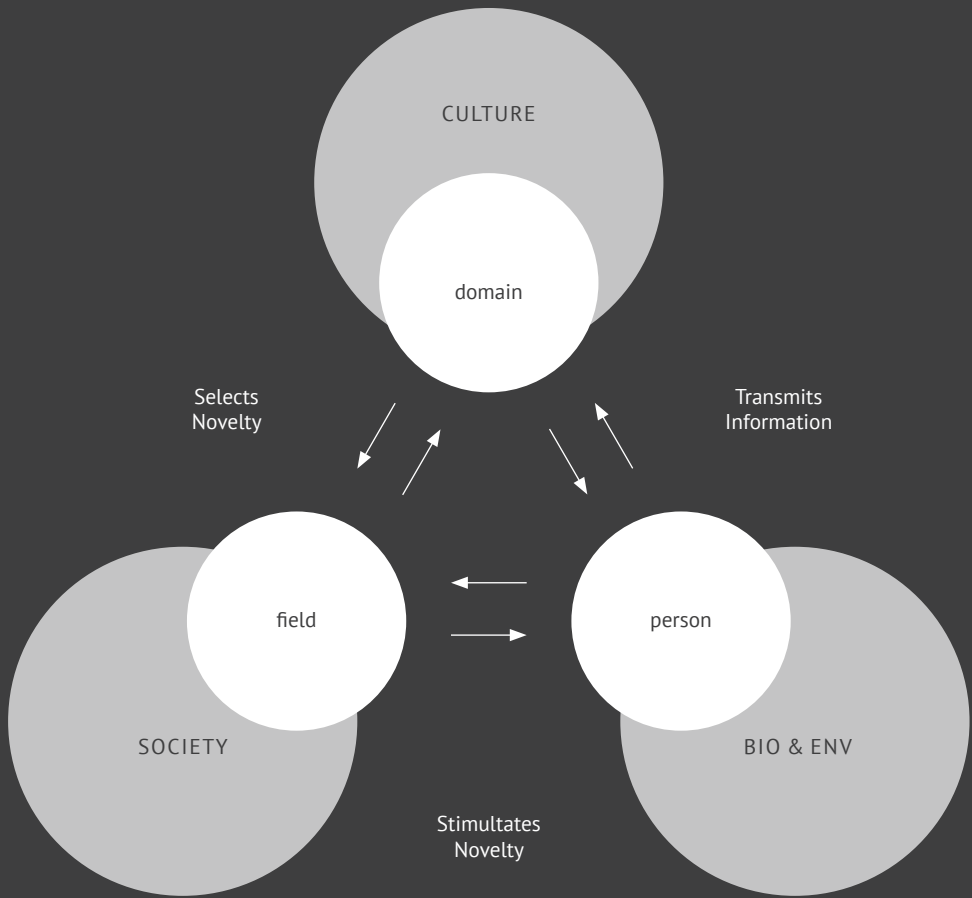 CULTURE
domain
Selects
Novelty
Transmits
Information
field
person
SOCIETY
BIO & ENV
Stimultates
Novelty